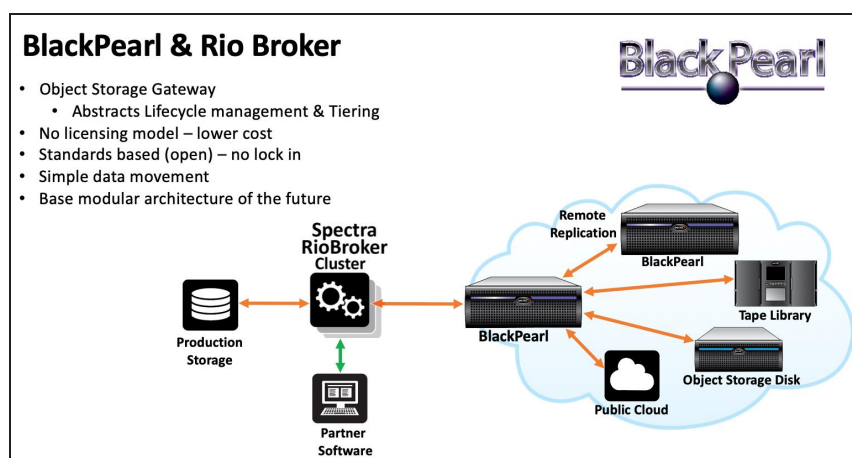 BlackPearl & Rio Broker
BlackPearl
• Object Storage Gateway
• Abstracts Lifecycle management & Tiering
• No licensing model – lower cost
• Standards based (open) – no lock in
• Simple data movement
• Base modular architecture of the future
Spectra
RioBroker
Cluster
Remote
Replication
BlackPearl
Tape Library
Production
Storage
BlackPearl
Object Storage Disk
Public Cloud
Partner
Software